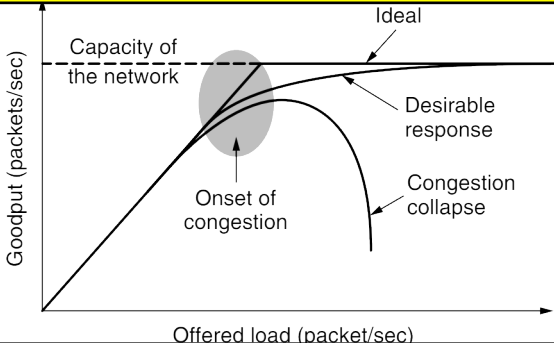 Ideal
Capacity of
the network
Desirable
response
Congestion
collapse
Onset of
congestion
Goodput (packets/sec)
Offered load (packet/sec)